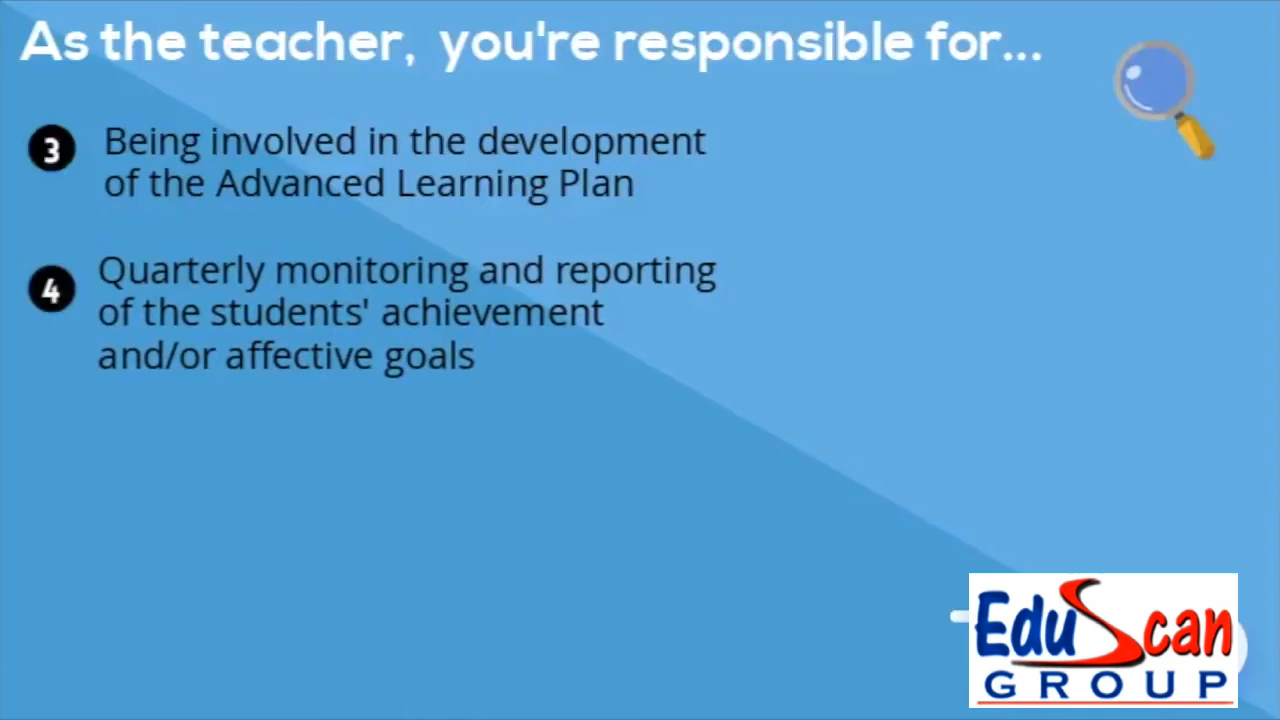 As the teacher, you're responsible for...
3 Being involved in the development
of the Advanced Learning Plan
4 Quarterly monitoring and reporting
of the students' achievement
and/or affective goals
EduScan
GROUP